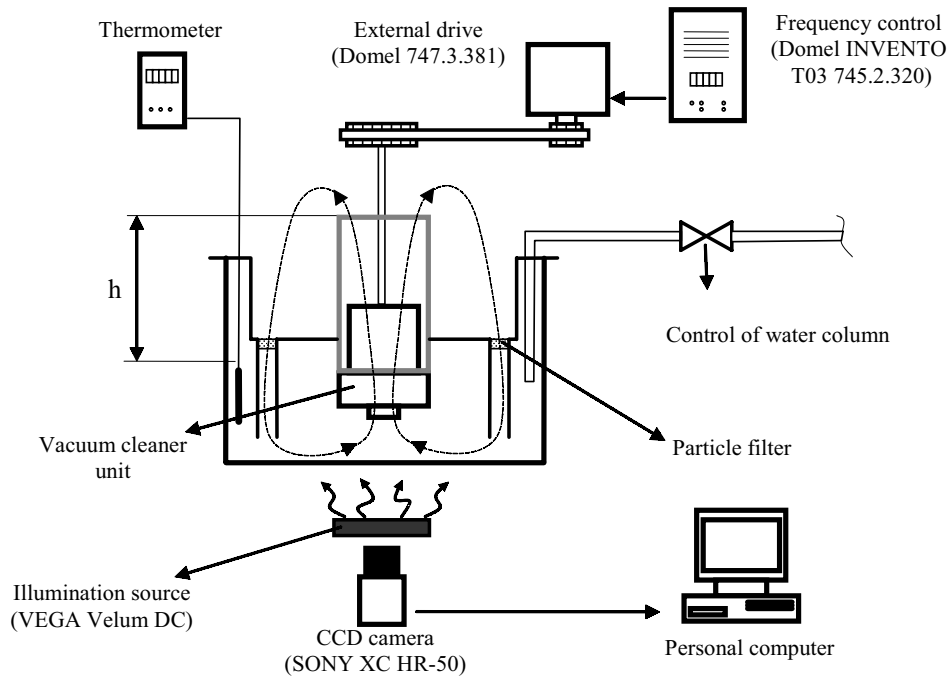 Thermometer
External drive
(Domel 747.3.381)
Frequency control
(Domel INVENTO
T03 745.2.320)
h
Control of water column
Vacuum cleaner
unit
Particle filter
Illumination source
(VEGA Velum DC)
CCD camera
(SONY XC HR-50)
Personal computer